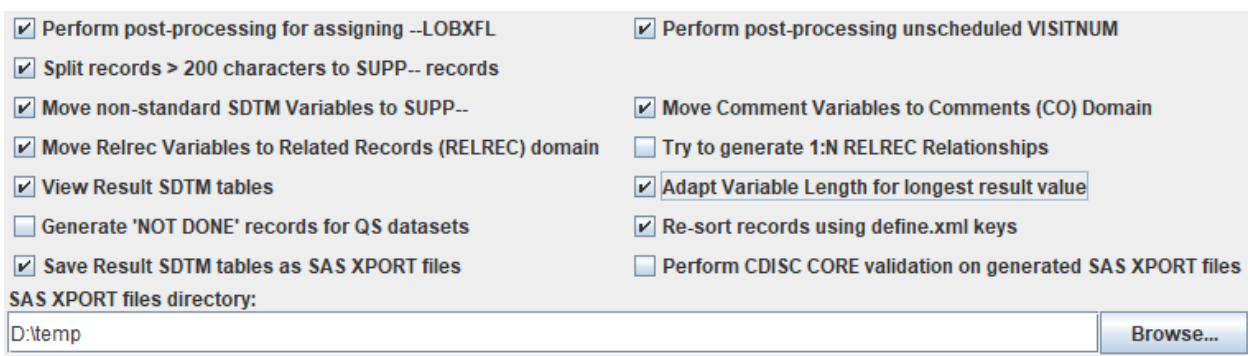 Perform post-processing for assigning --LOBXFL
Perform post-processing unscheduled VISITNUM
Split records > 200 characters to SUPP-- records
Move non-standard SDTM Variables to SUPP--
Move Comment Variables to Comments (CO) Domain
Move Relrec Variables to Related Records (RELREC) domain
Try to generate 1:N RELREC Relationships
View Result SDTM tables
Adapt Variable Length for longest result value
Generate 'NOT DONE' records for QS datasets
Re-sort records using define.xml keys
Save Result SDTM tables as SAS XPORT files
Perform CDISC CORE validation on generated SAS XPORT files
SAS XPORT files directory:
D:\temp
Browse...